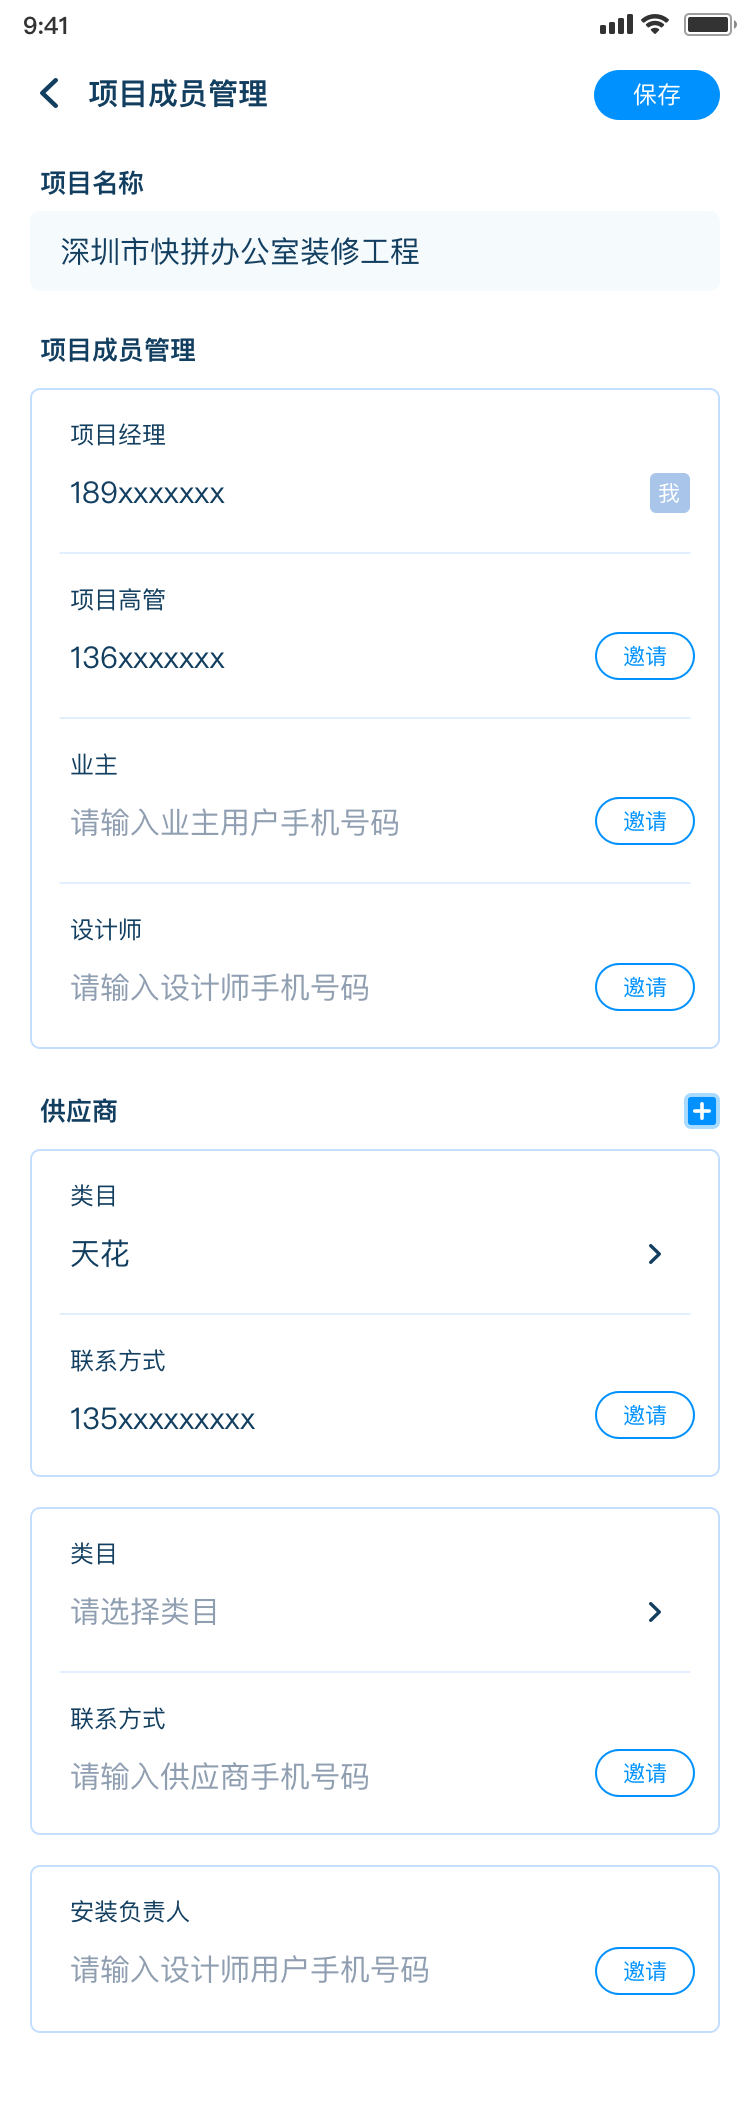 9:41
项目成员管理
保存
项目名称
深圳市快拼办公室装修工程
项目成员管理
项目经理
189xxxxxxx
我
项目高管
136xxxxxxx
邀请
业主
请输入业主用户手机号码
邀请
设计师
请输入设计师手机号码
邀请
供应商
类目
天花
联系方式
135xxxxxxxxx
邀请
类目
请选择类目
联系方式
请输入供应商手机号码
邀请
安装负责人
请输入设计师用户手机号码
邀请